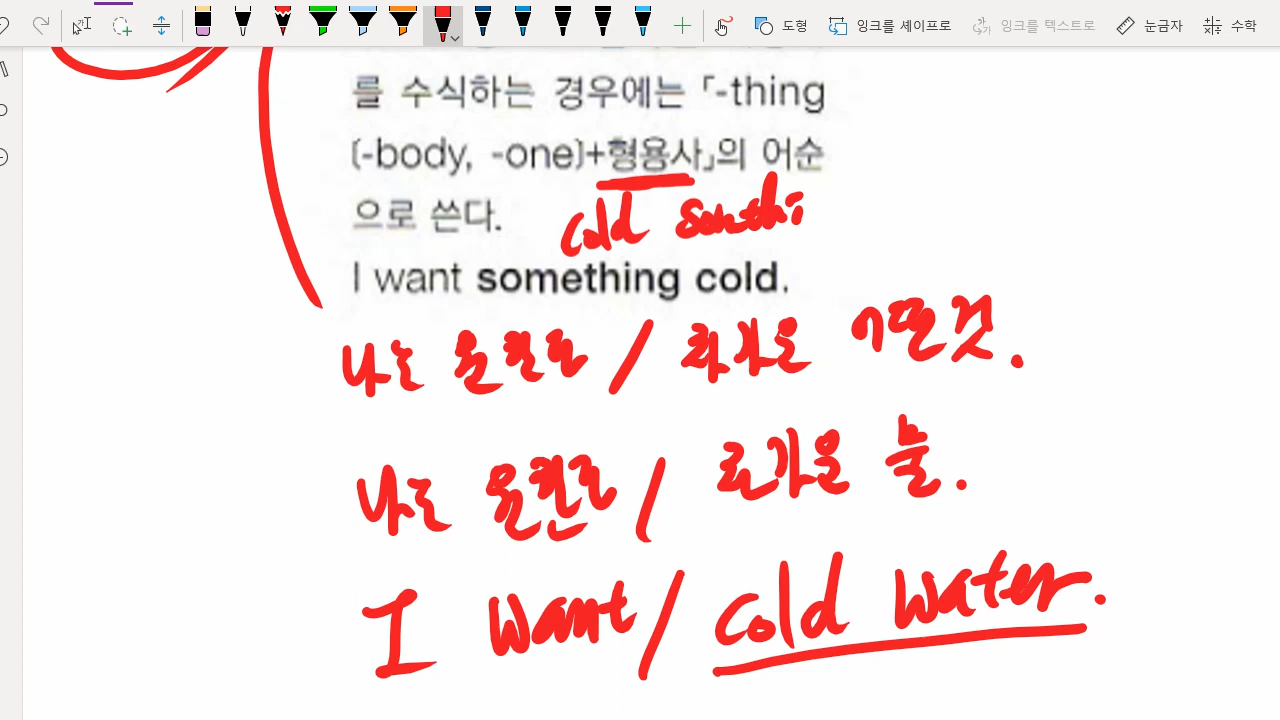 도형 잉크를 셰이프로 잉크를 텍스트로 눈금자 수학
를 수식하는 경우에는 「-thing
(-body, -one)+형용사」의 어순
으로 쓴다.
cold
I want something cold.
나는 원한다 / 차가운 어떤것.
나는 원한다 / 차가운 물.
I want / cold water.